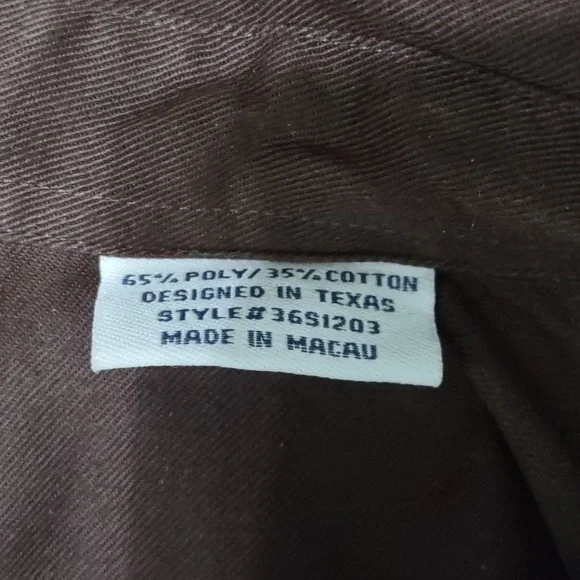 65% POLY/35% COTTON
DESIGNED IN TEXAS
STYLE#36S1203
MADE IN MACAU